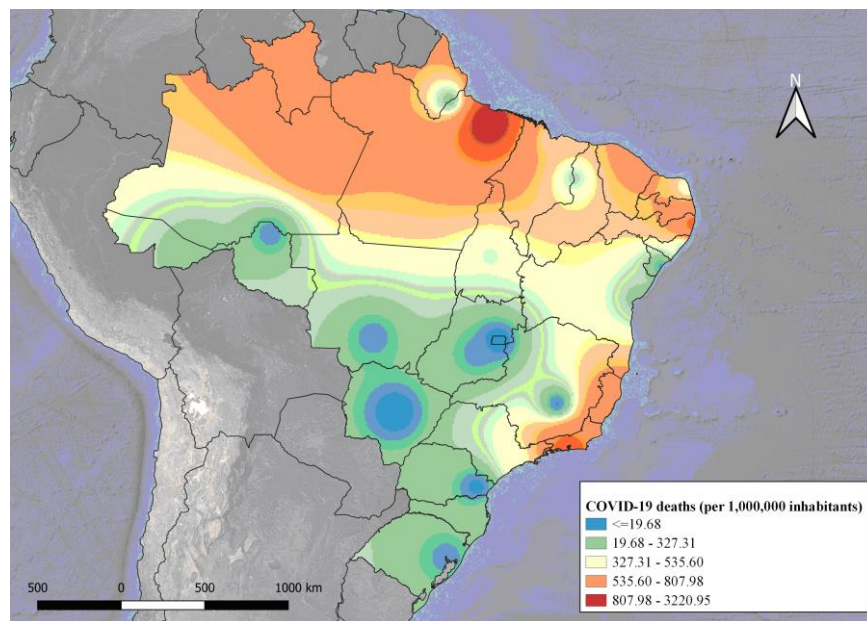 N
COVID-19 deaths (per 1,000,000 inhabitants)
<=19.68
19.68 - 327.31
327.31 - 535.60
535.60 - 807.98
807.98 - 3220.95
500 0 500 1000 km